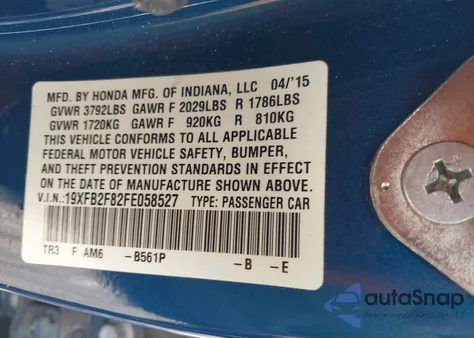 MFD. BY HONDA MFG. OF INDIANA, LLC 04/'15
GVWR 3792LBS GAWR F 2029LBS R 1786LBS
GVWR 1720KG GAWR F 920KG R 810KG
THIS VEHICLE CONFORMS TO ALL APPLICABLE
FEDERAL MOTOR VEHICLE SAFETY, BUMPER,
AND THEFT PREVENTION STANDARDS IN EFFECT
ON THE DATE OF MANUFACTURE SHOWN ABOVE.
V.I.N.:19XFB2F82FE058527 TYPE: PASSENGER CAR
TR3 F AM6 -B561P -B -E
autoSnap